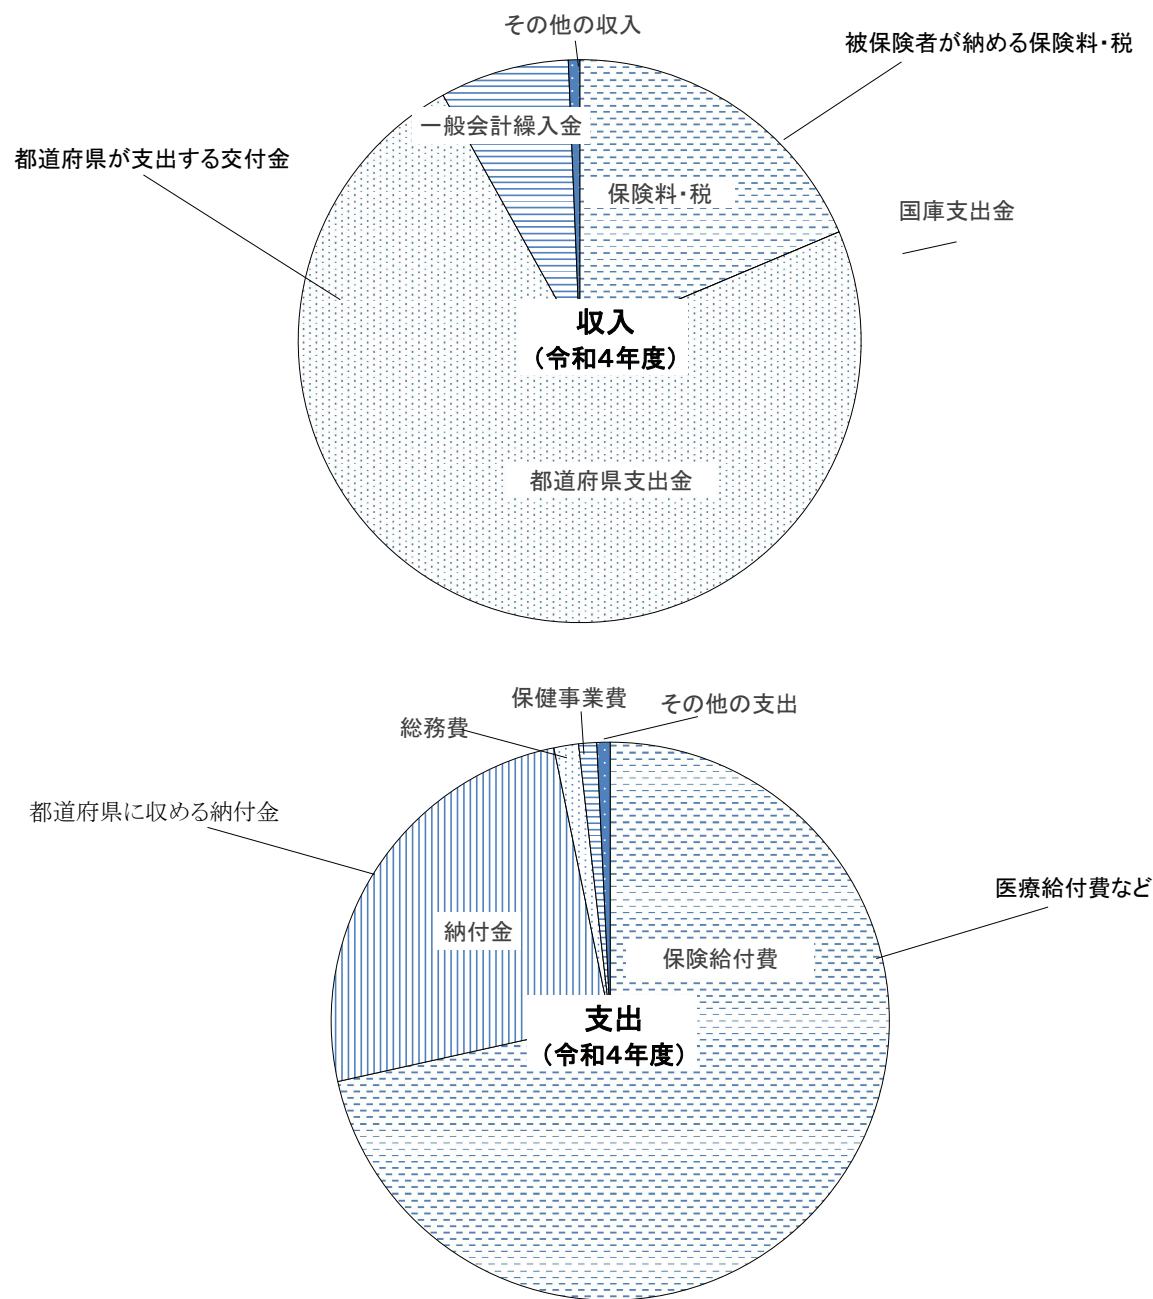 その他の収入
被保険者が納める保険料・税
一般会計繰入金
都道府県が支出する交付金
保険料・税
国庫支出金
収入
（令和４年度）
都道府県支出金
保健事業費
その他の支出
総務費
都道府県に収める納付金
医療給付費など
納付金
保険給付費
支出
（令和４年度）